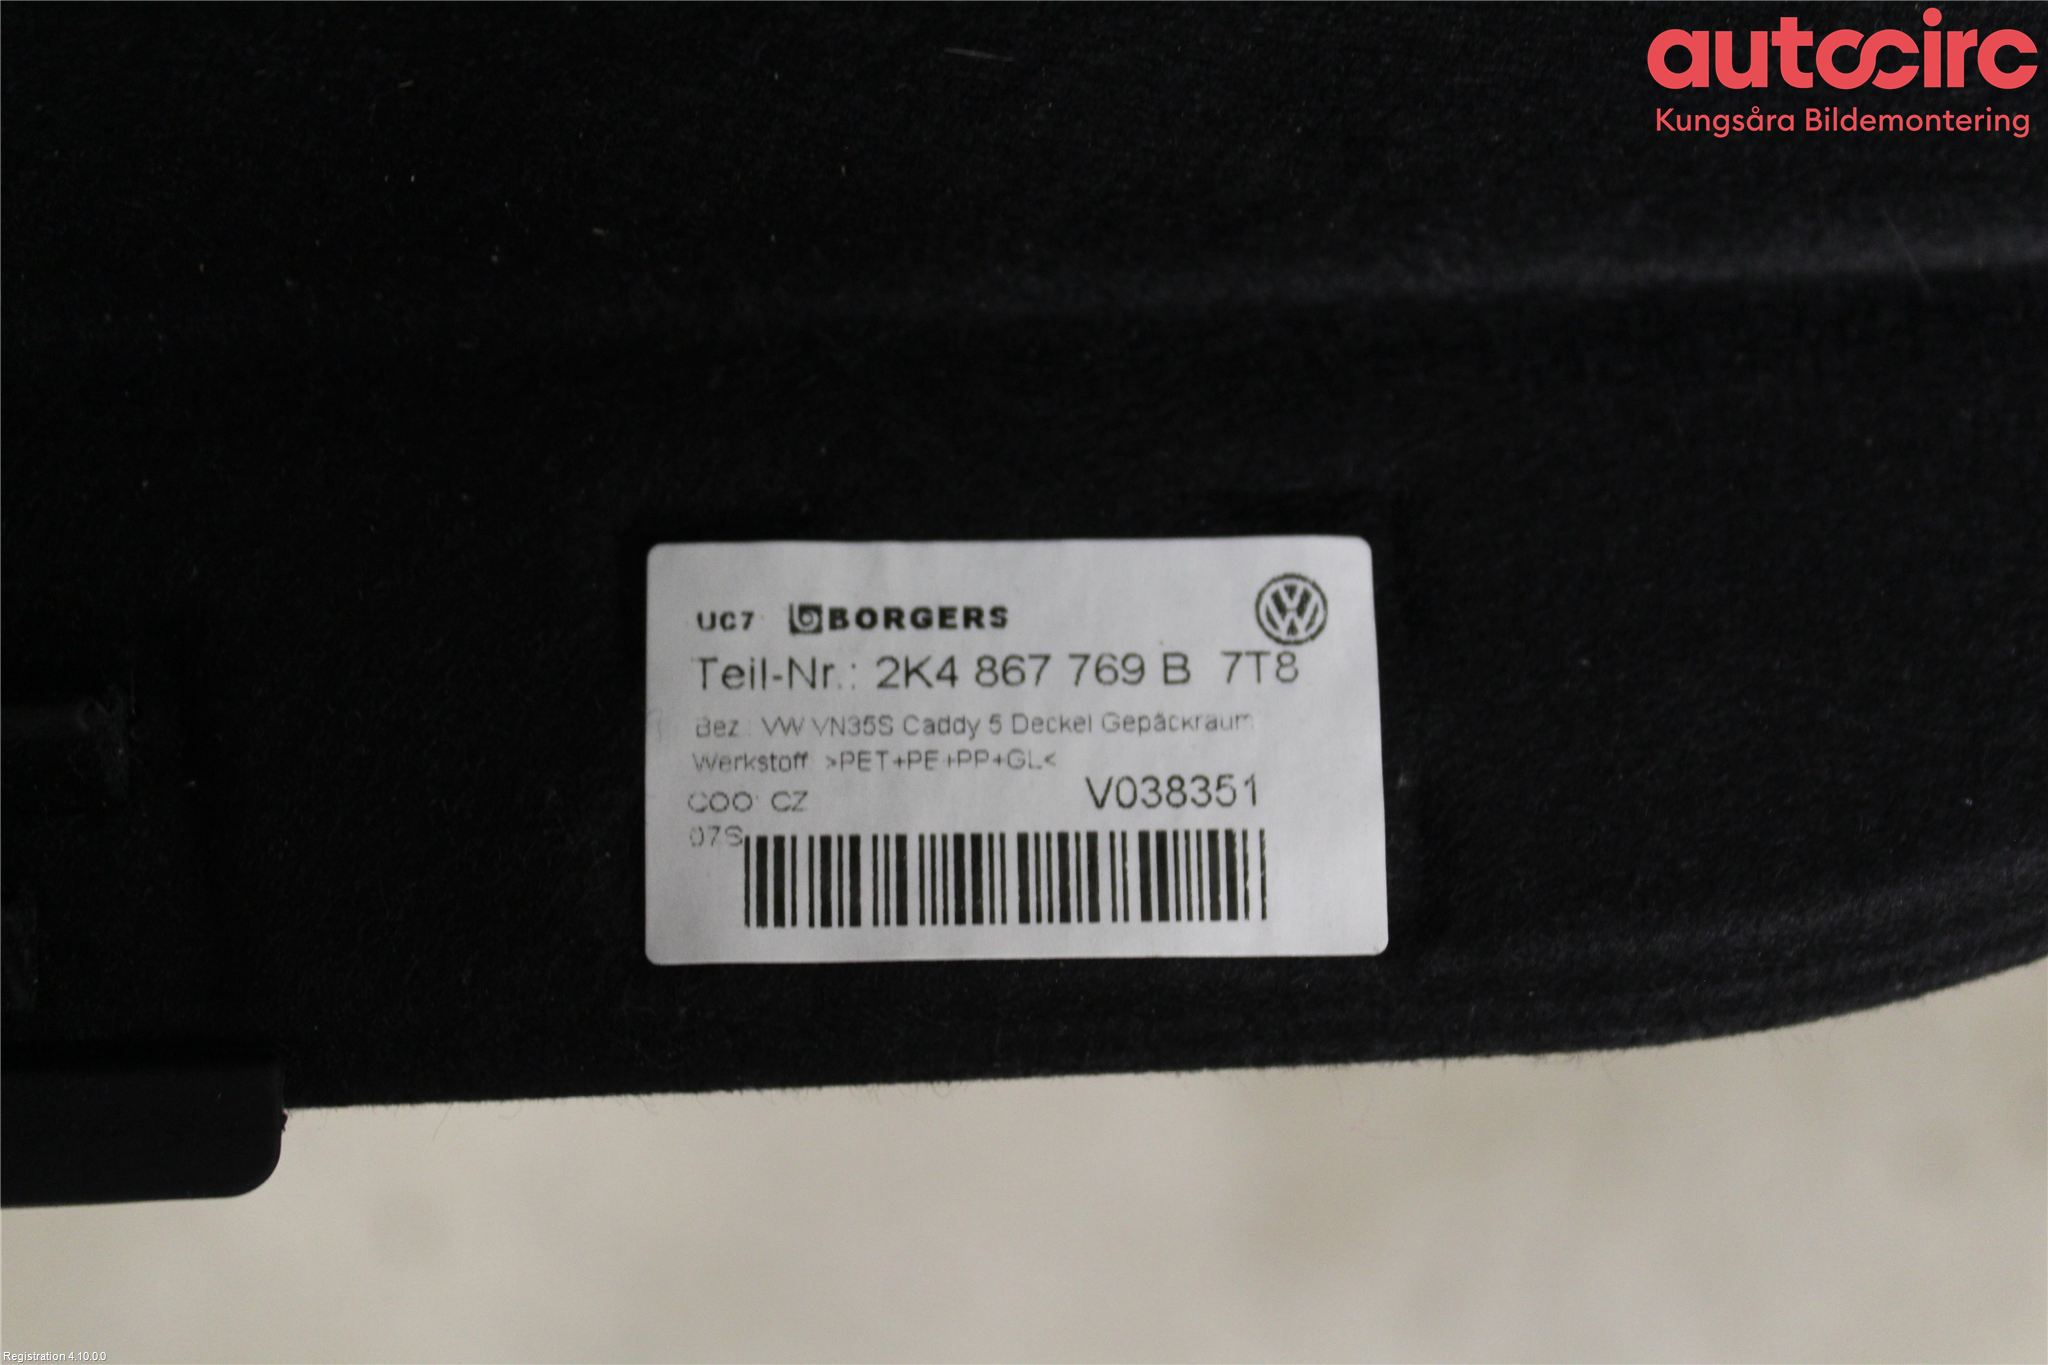 autocirc
Kungsåra Bildemontering
UC7 BORGERS
Teil-Nr.: 2K4 867 769 B 7T8
Bez.: VW VN35S Caddy 5 Deckel Gepäckraum
Werkstoff: >PET+PE+PP+GL<
COO: CZ
V038351
07S
Registration 4.10.0.0